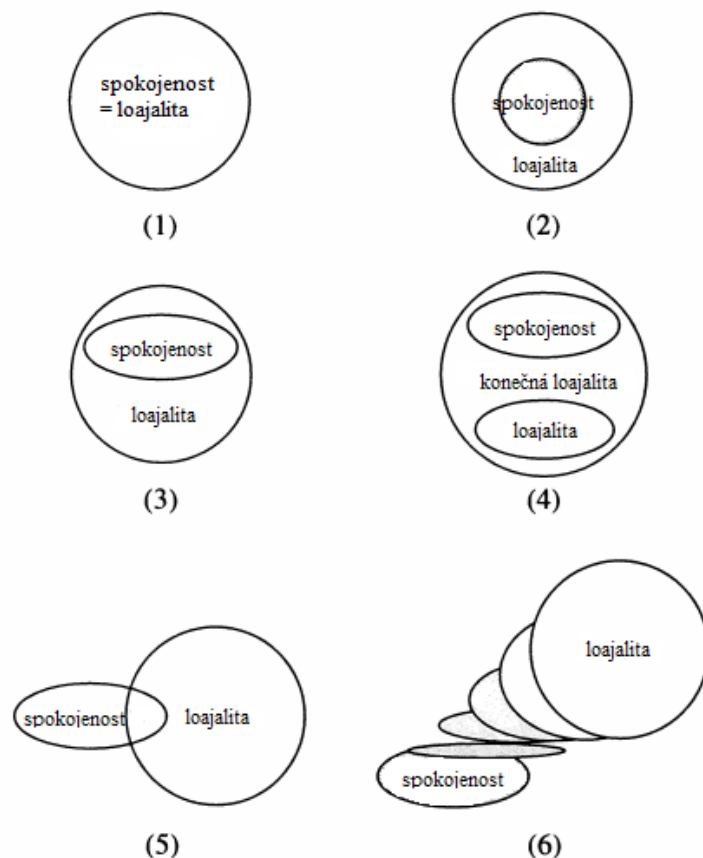 spokojenost
= loajalita
(1)
spokojenost
loajalita
(2)
spokojenost
loajalita
(3)
spokojenost
konečná loajalita
loajalita
(4)
spokojenost
loajalita
(5)
loajalita
spokojenost
(6)